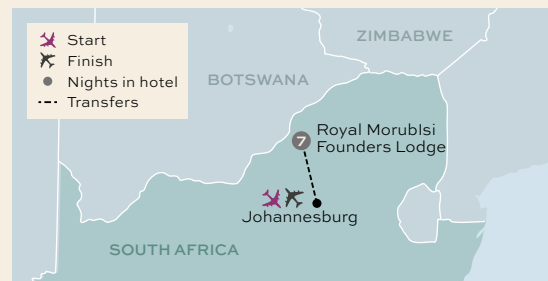 Start
Finish
Nights in hotel
Transfers
ZIMBABWE
BOTSWANA
7
Royal Morublsi
Founders Lodge
Johannesburg
SOUTH AFRICA